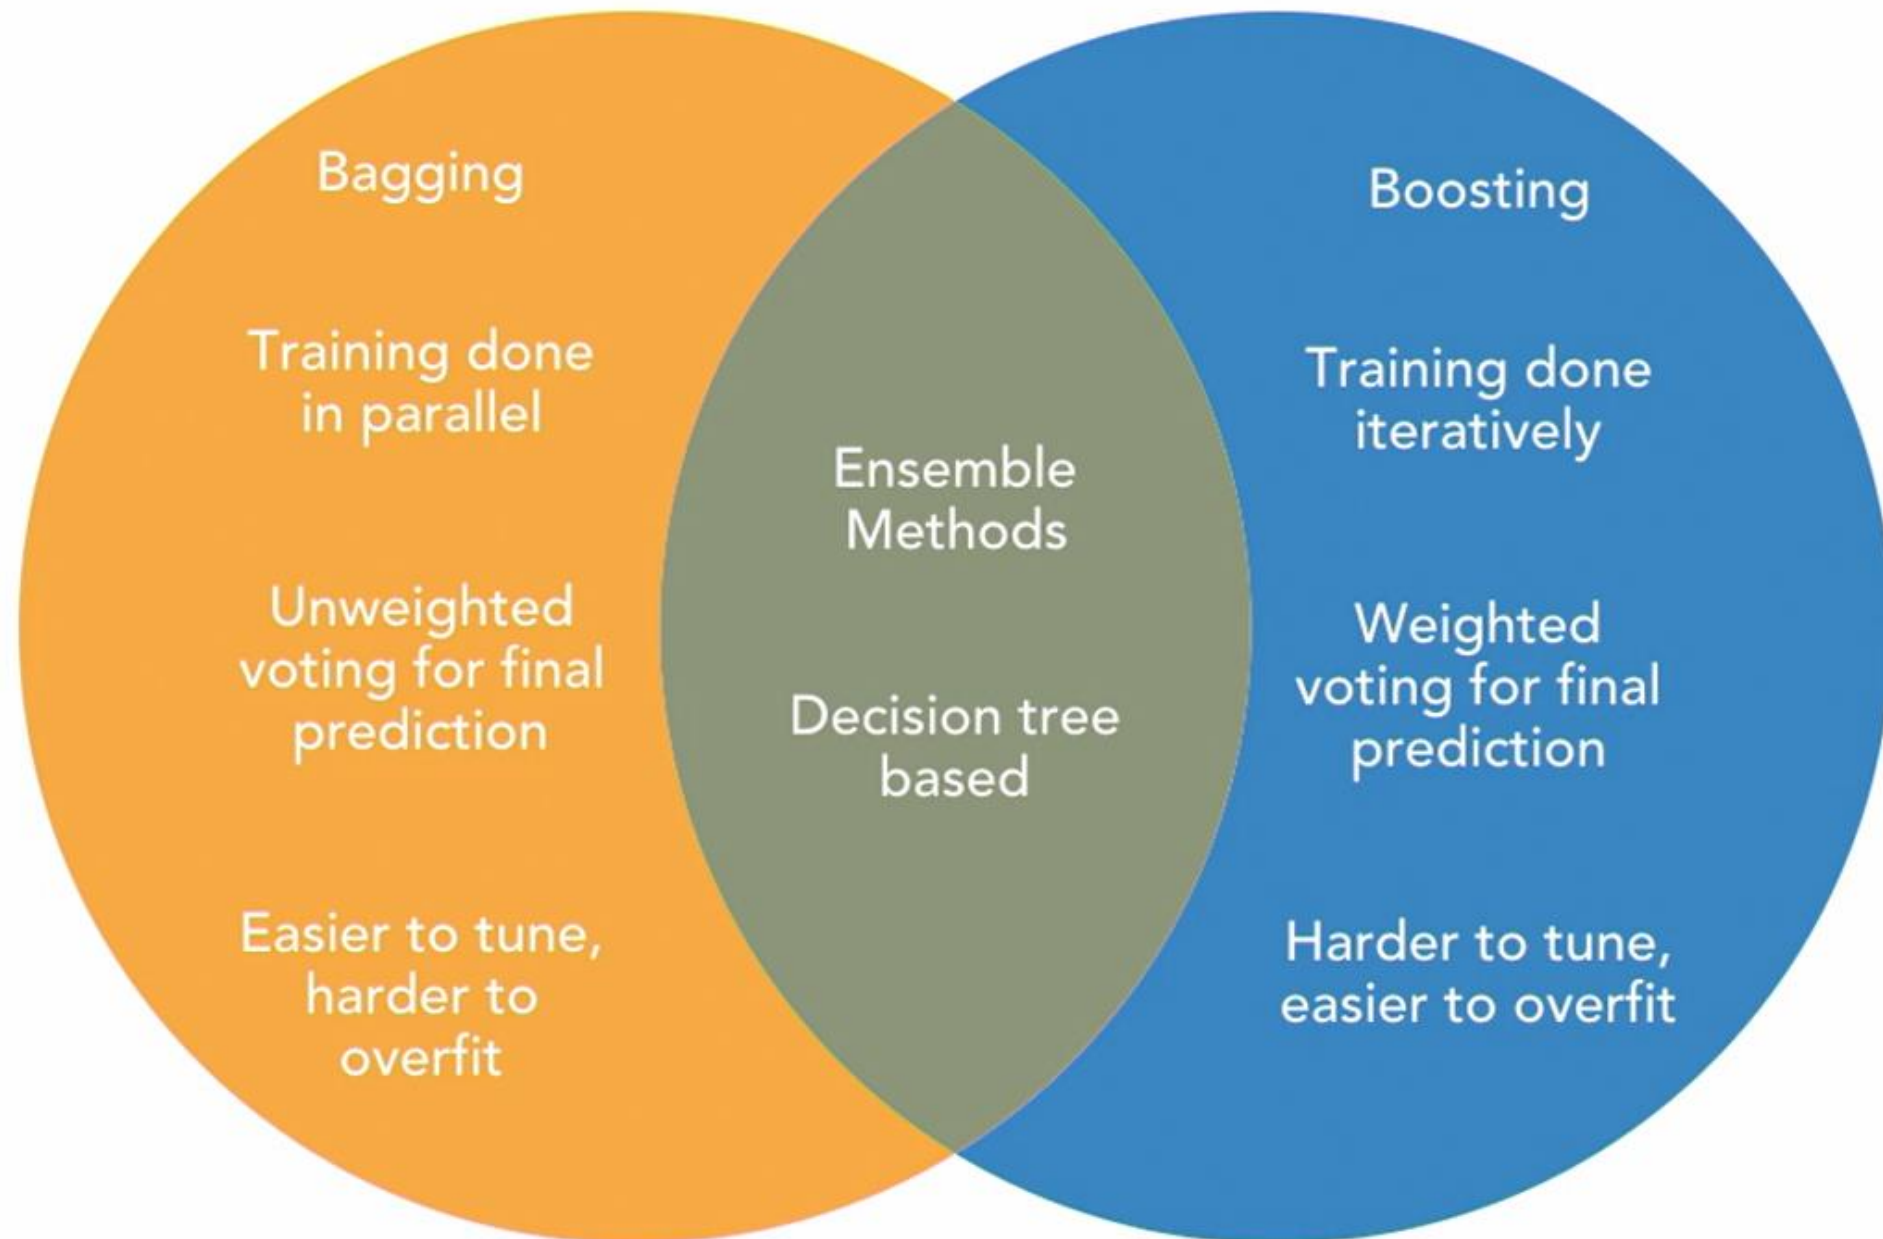 Bagging
Training done
in parallel
Unweighted
voting for final
prediction
Easier to tune,
harder to
overfit
Ensemble
Methods
Decision tree
based
Boosting
Training done
iteratively
Weighted
voting for final
prediction
Harder to tune,
easier to overfit